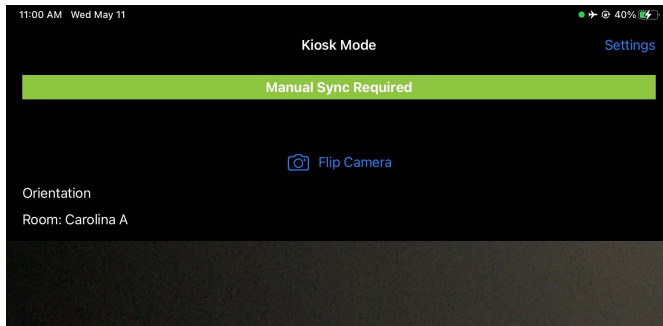 11:00 AM Wed May 11 40%
Kiosk Mode Settings
Manual Sync Required
Flip Camera
Orientation
Room: Carolina A